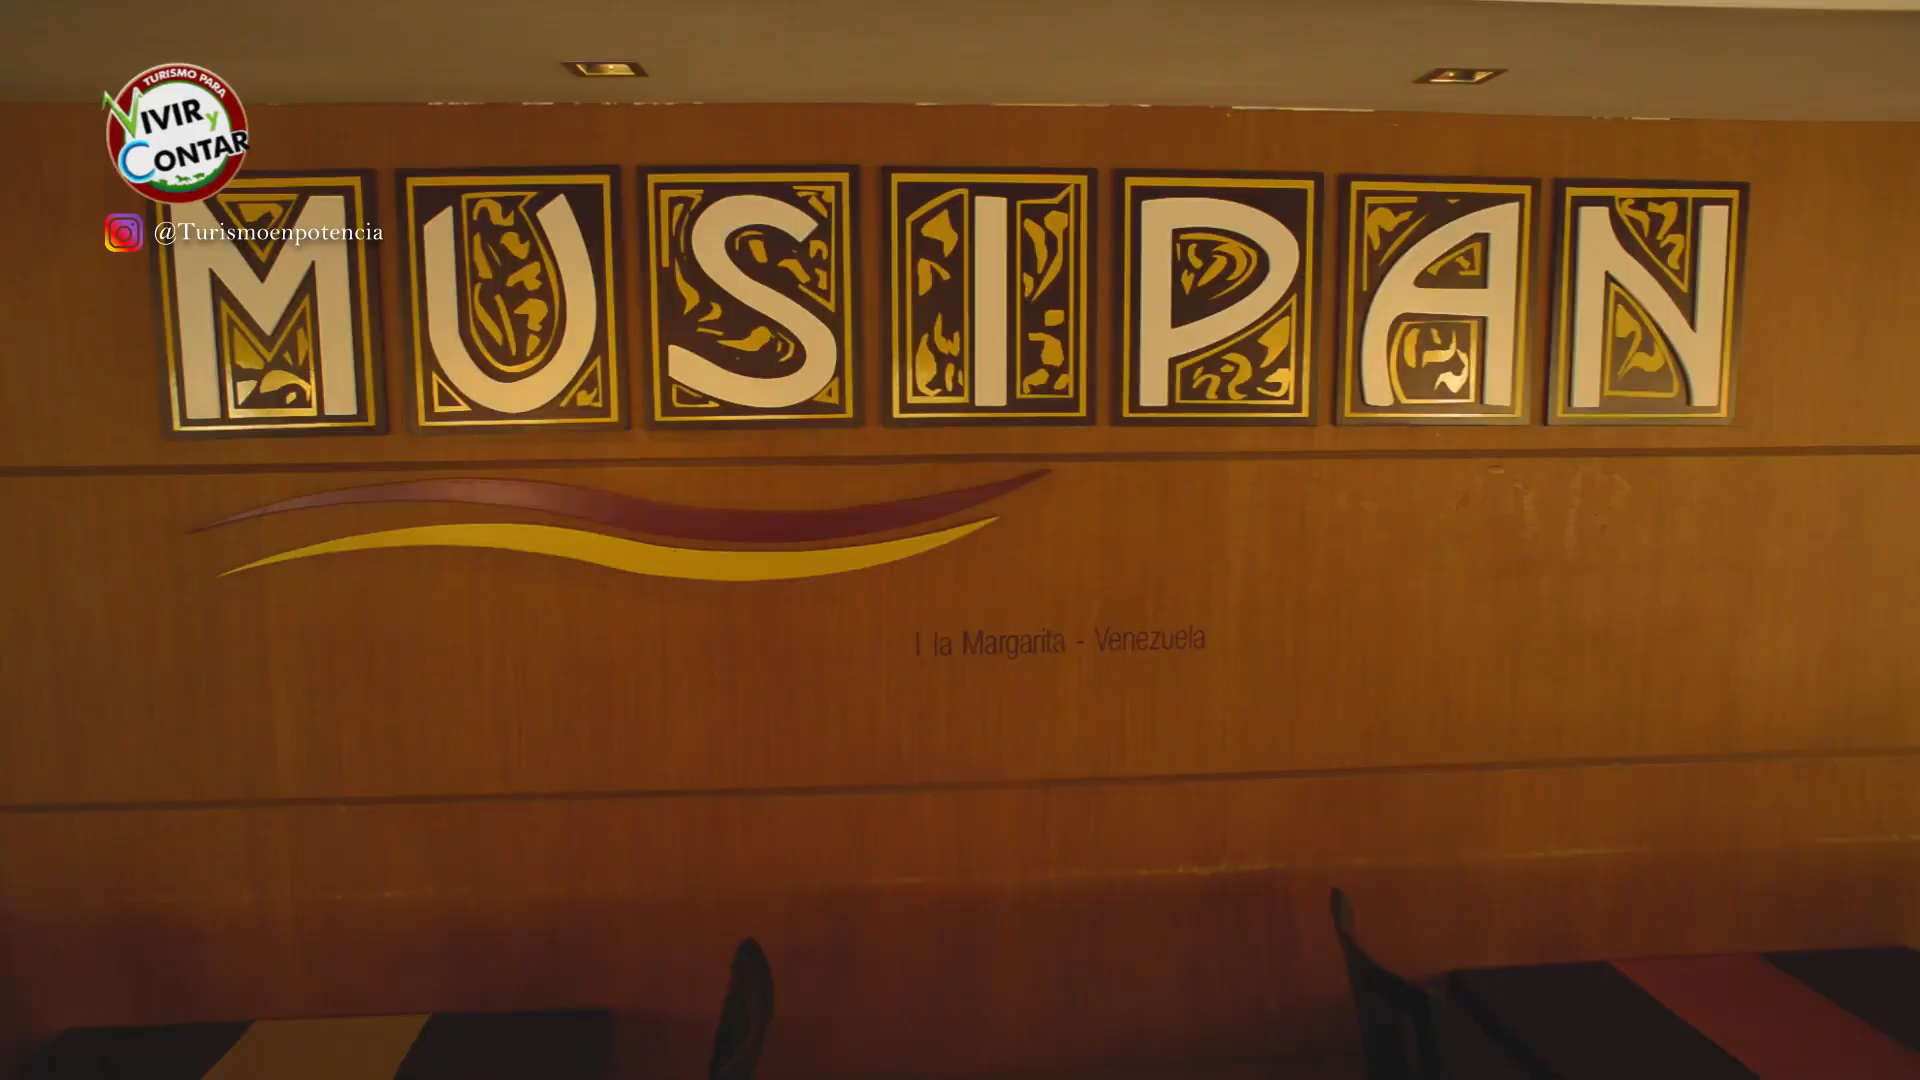 TURISMO PARA
VIVIR y
CONTAR
@Turismoenpotencia
MUSIPAN
I la Margarita - Venezuela